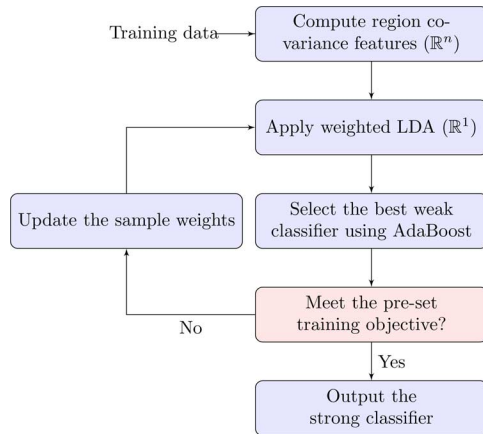 Training data
Compute region co-
variance features (ℝⁿ)
Apply weighted LDA (ℝ¹)
Update the sample weights
Select the best weak
classifier using AdaBoost
Meet the pre-set
training objective?
No
Yes
Output the
strong classifier